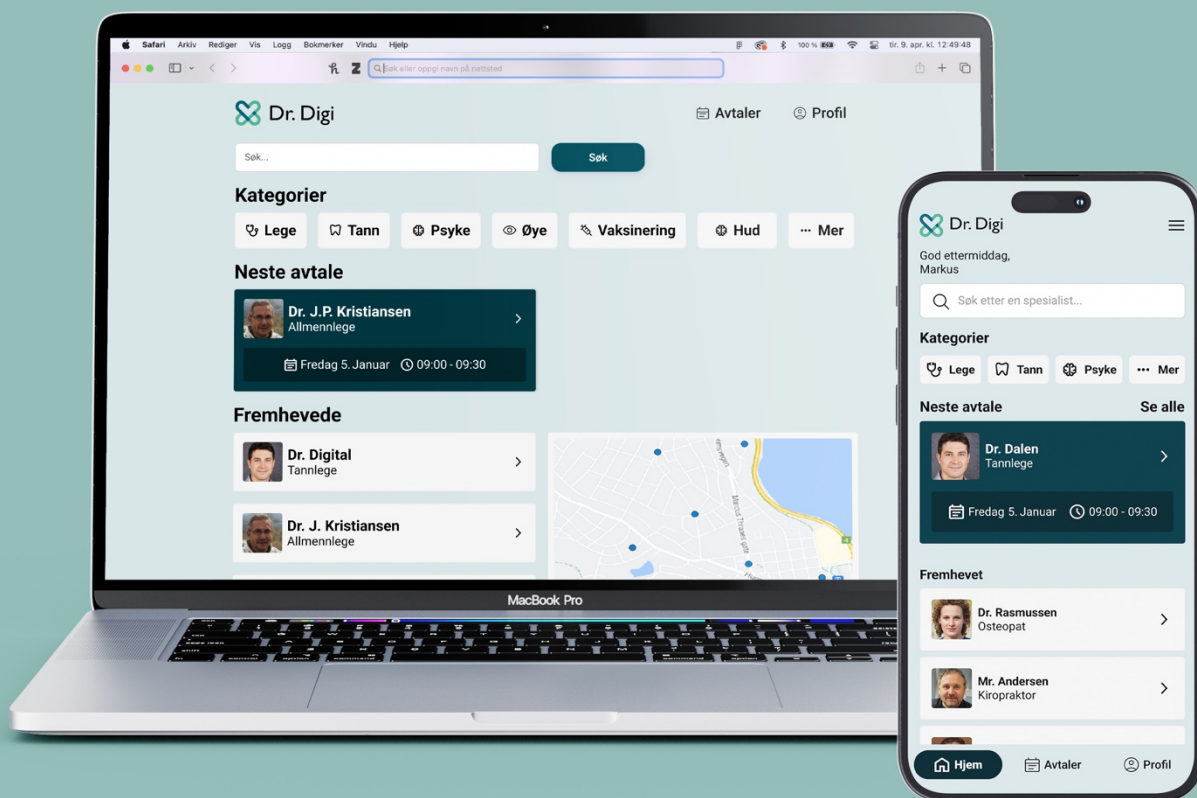 Safari Arkiv Rediger Vis Logg Bokmerker Vindu Hjelp 100 % tir. 9. apr. kl. 12:49:48
Søk eller oppgi navn på nettsted
Dr. Digi Avtaler Profil
Søk... Søk
Kategorier
Lege Tann Psyke Øye Vaksinering Hud ··· Mer
Neste avtale
Dr. J.P. Kristiansen
Allmennlege
Fredag 5. Januar 09:00 - 09:30
Fremhevede
Dr. Digital
Tannlege
Dr. J. Kristiansen
Allmennlege
Marcus Thranes gate
MacBook Pro
Dr. Digi
God ettermiddag,
Markus
Søk etter en spesialist...
Kategorier
Lege Tann Psyke ··· Mer
Neste avtale Se alle
Dr. Dalen
Tannlege
Fredag 5. Januar 09:00 - 09:30
Fremhevet
Dr. Rasmussen
Osteopat
Mr. Andersen
Kiropraktor
Hjem Avtaler Profil